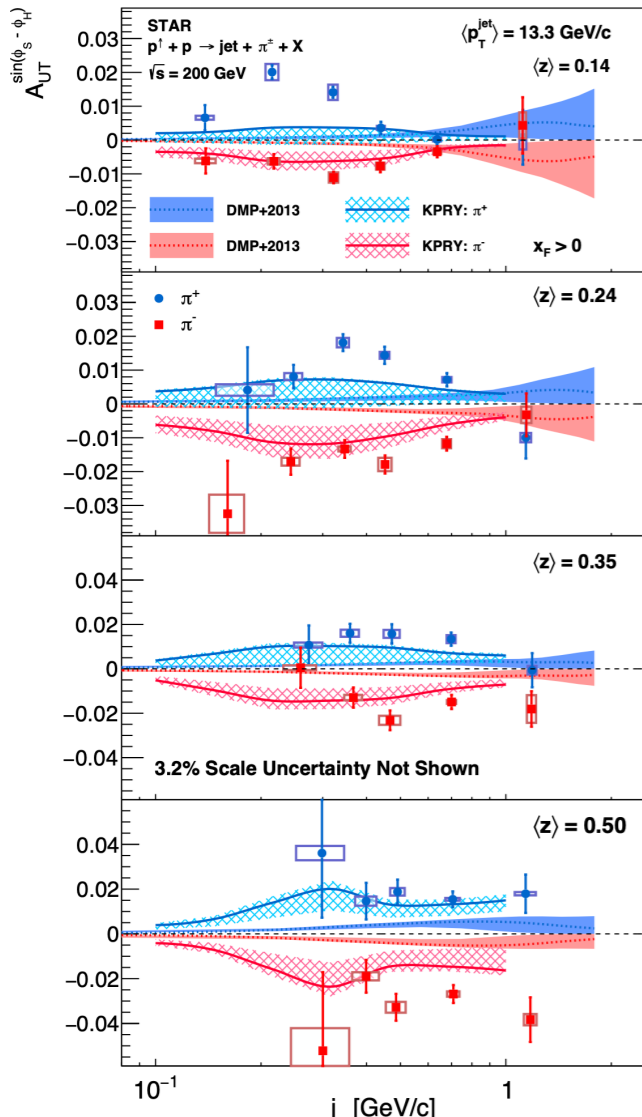 A_UT^sin(ϕ_S - ϕ_H)
STAR
p↑ + p → jet + π± + X
√s = 200 GeV
⟨p_T^jet⟩ = 13.3 GeV/c
⟨z⟩ = 0.14
0.03
0.02
0.01
0
−0.01
−0.02
−0.03
DMP+2013
KPRY: π+
DMP+2013
KPRY: π-
x_F > 0
π+
π-
⟨z⟩ = 0.24
0.03
0.02
0.01
0
−0.01
−0.02
−0.03
⟨z⟩ = 0.35
0.04
0.02
0
−0.02
−0.04
3.2% Scale Uncertainty Not Shown
⟨z⟩ = 0.50
0.04
0.02
0
−0.02
−0.04
10⁻¹
1
[GeV/c]